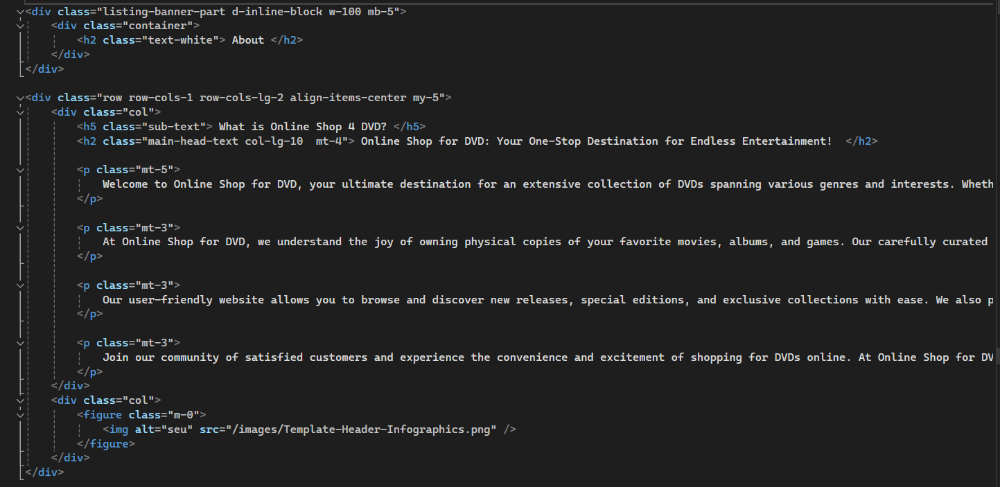 <div class="listing-banner-part d-inline-block w-100 mb-5">
    <div class="container">
        <h2 class="text-white"> About </h2>
    </div>
</div>

<div class="row row-cols-1 row-cols-lg-2 align-items-center my-5">
    <div class="col">
        <h5 class="sub-text"> What is Online Shop 4 DVD? </h5>
        <h2 class="main-head-text col-lg-10  mt-4"> Online Shop for DVD: Your One-Stop Destination for Endless Entertainment!  </h2>

        <p class="mt-5">
            Welcome to Online Shop for DVD, your ultimate destination for an extensive collection of DVDs spanning various genres and interests. Wheth
        </p>

        <p class="mt-3">
            At Online Shop for DVD, we understand the joy of owning physical copies of your favorite movies, albums, and games. Our carefully curated
        </p>

        <p class="mt-3">
            Our user-friendly website allows you to browse and discover new releases, special editions, and exclusive collections with ease. We also p
        </p>

        <p class="mt-3">
            Join our community of satisfied customers and experience the convenience and excitement of shopping for DVDs online. At Online Shop for DV
        </p>
    </div>
    <div class="col">
        <figure class="m-0">
            <img alt="seu" src="/images/Template-Header-Infographics.png" />
        </figure>
    </div>
</div>